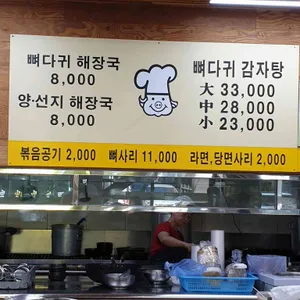 뼈다귀 해장국
8,000
양·선지 해장국
8,000
뼈다귀 감자탕
大 33,000
中 28,000
小 23,000
볶음공기 2,000 뼈사리 11,000 라면,당면사리 2,000